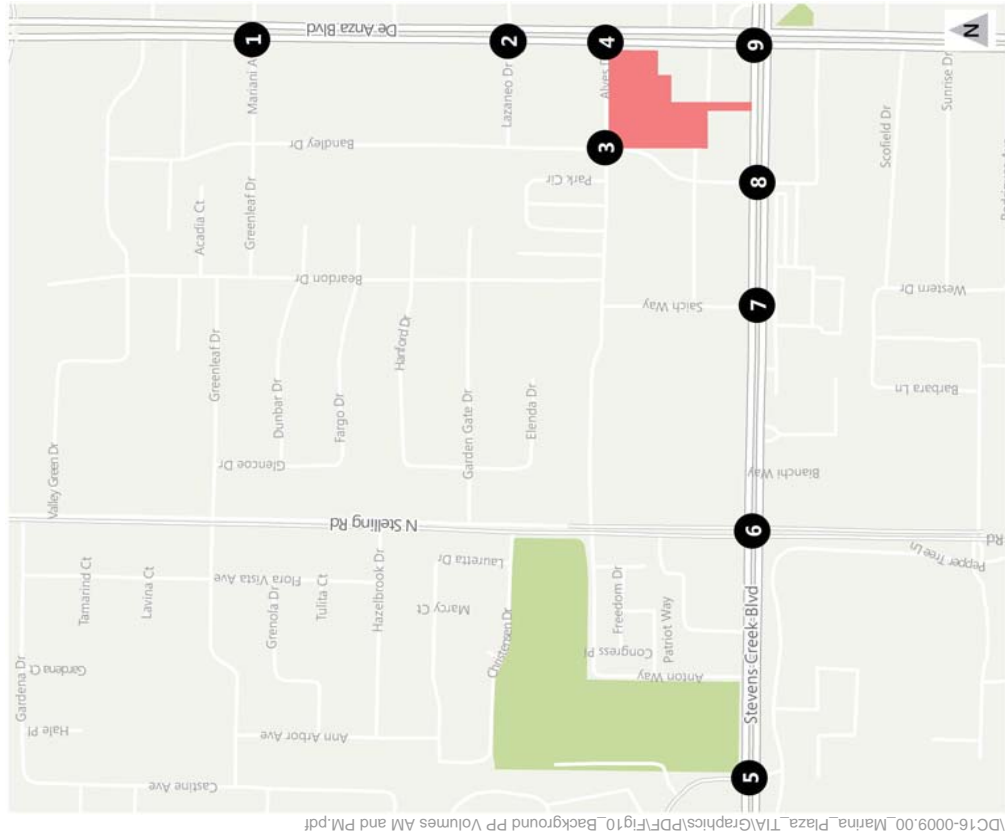 De Anza Blvd
1
2
4
9
N
Mariani A
Lazaneo Dr
Alves D
Sunrise Dr
Bandley Dr
3
Scofield Dr
8
Park Cir
Acadia Ct
Greenleaf Dr
Beardon Dr
Saich Way
7
Western Dr
Greenleaf Dr
Dunbar Dr
Fargo Dr
Hanford Dr
Garden Gate Dr
Elenda Dr
Barbara Ln
Valley Green Dr
Glencoe Dr
Bianchi Way
N Stelling Rd
6
Rd
Pepper Tree Ln
Tamarind Ct
Lavina Ct
Flora Vista Ave
Grenola Dr
Tulita Ct
Hazelbrook Dr
Lauretta Dr
Marcy Ct
Christensen Dr
Freedom Dr
Congress Pl
Patriot Way
Anton Way
Stevens Creek Blvd
Gardena Dr
Gardena Ct
Hale Pl
Ann Arbor Ave
Castine Ave
5
\DC16-0009.00_Marina_Plaza_TIA\Graphics\PDF\Fig10_Background PP Volumes AM and PM.pdf